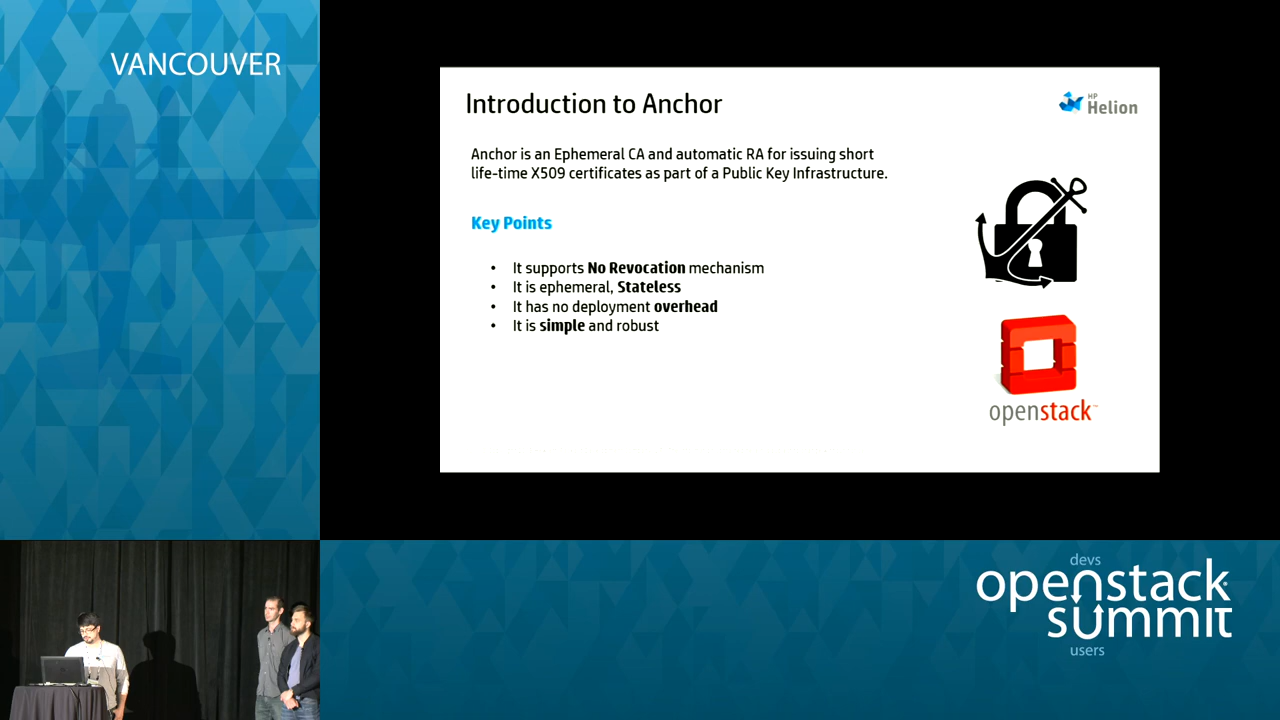 VANCOUVER
Introduction to Anchor
HP
Helion
Anchor is an Ephemeral CA and automatic RA for issuing short
life-time X509 certificates as part of a Public Key Infrastructure.
Key Points
• It supports No Revocation mechanism
• It is ephemeral, Stateless
• It has no deployment overhead
• It is simple and robust
openstack™
devs
openstack
summit
users